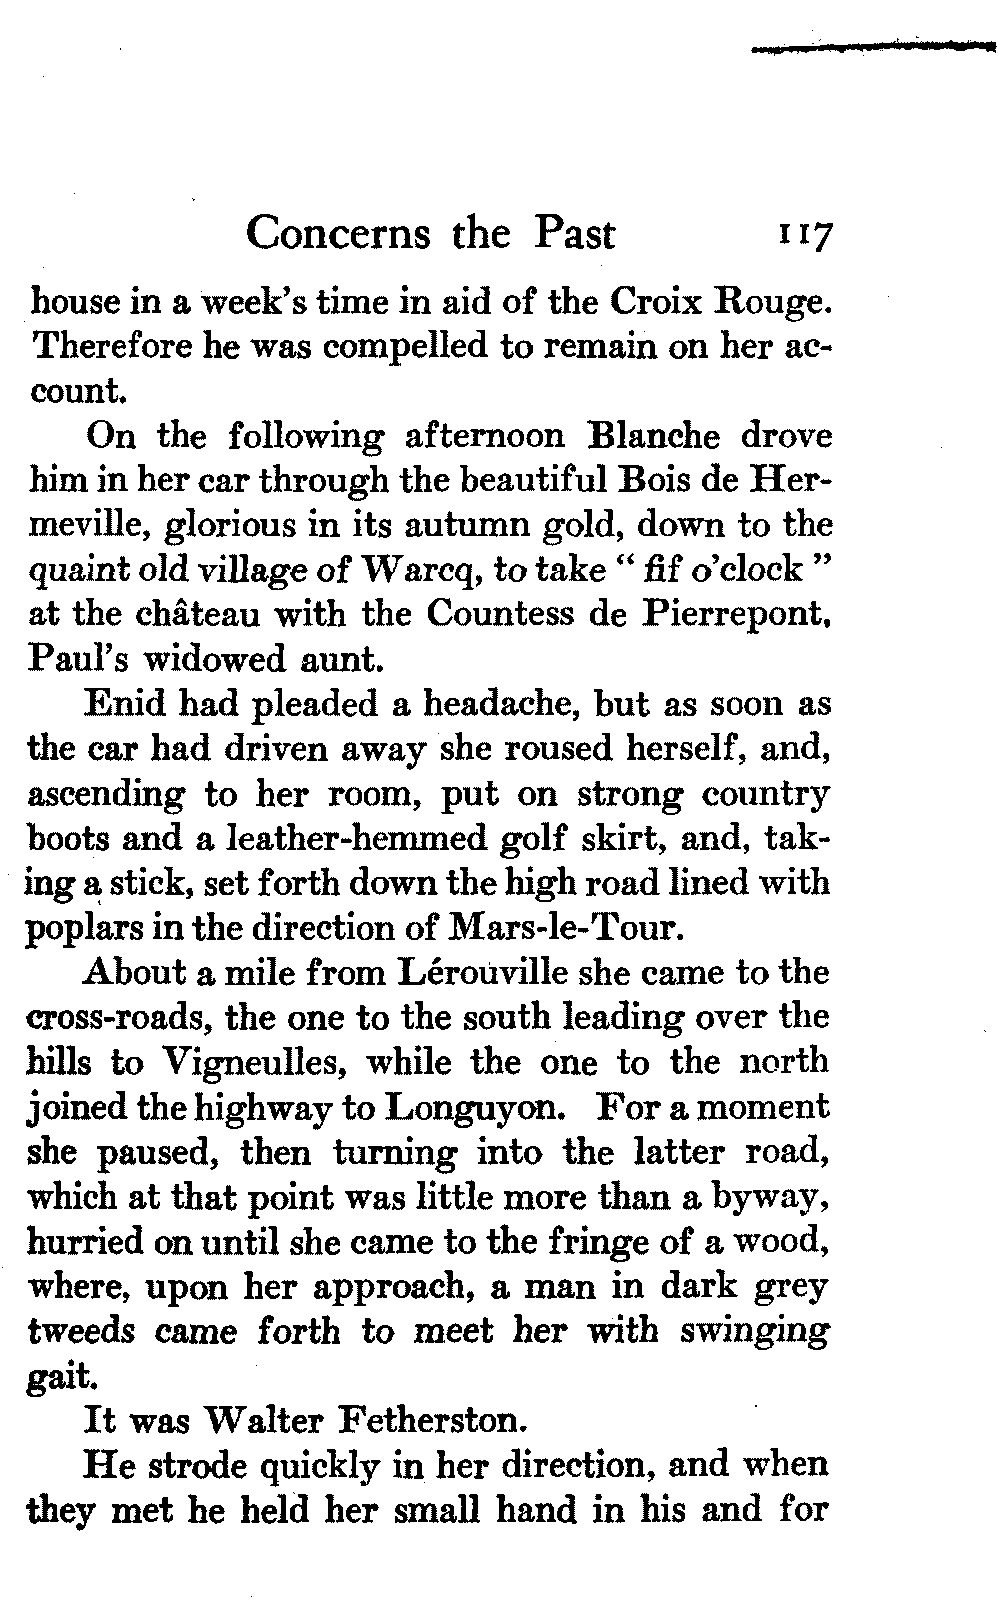 Concerns the Past 117
house in a week's time in aid of the Croix Rouge.
Therefore he was compelled to remain on her ac-
count.
On the following afternoon Blanche drove
him in her car through the beautiful Bois de Her-
meville, glorious in its autumn gold, down to the
quaint old village of Warcq, to take “ fif o'clock ”
at the château with the Countess de Pierrepont,
Paul's widowed aunt.
Enid had pleaded a headache, but as soon as
the car had driven away she roused herself, and,
ascending to her room, put on strong country
boots and a leather-hemmed golf skirt, and, tak-
ing a stick, set forth down the high road lined with
poplars in the direction of Mars-le-Tour.
About a mile from Lérouville she came to the
cross-roads, the one to the south leading over the
hills to Vigneulles, while the one to the north
joined the highway to Longuyon. For a moment
she paused, then turning into the latter road,
which at that point was little more than a byway,
hurried on until she came to the fringe of a wood,
where, upon her approach, a man in dark grey
tweeds came forth to meet her with swinging
gait.
It was Walter Fetherston.
He strode quickly in her direction, and when
they met he held her small hand in his and for